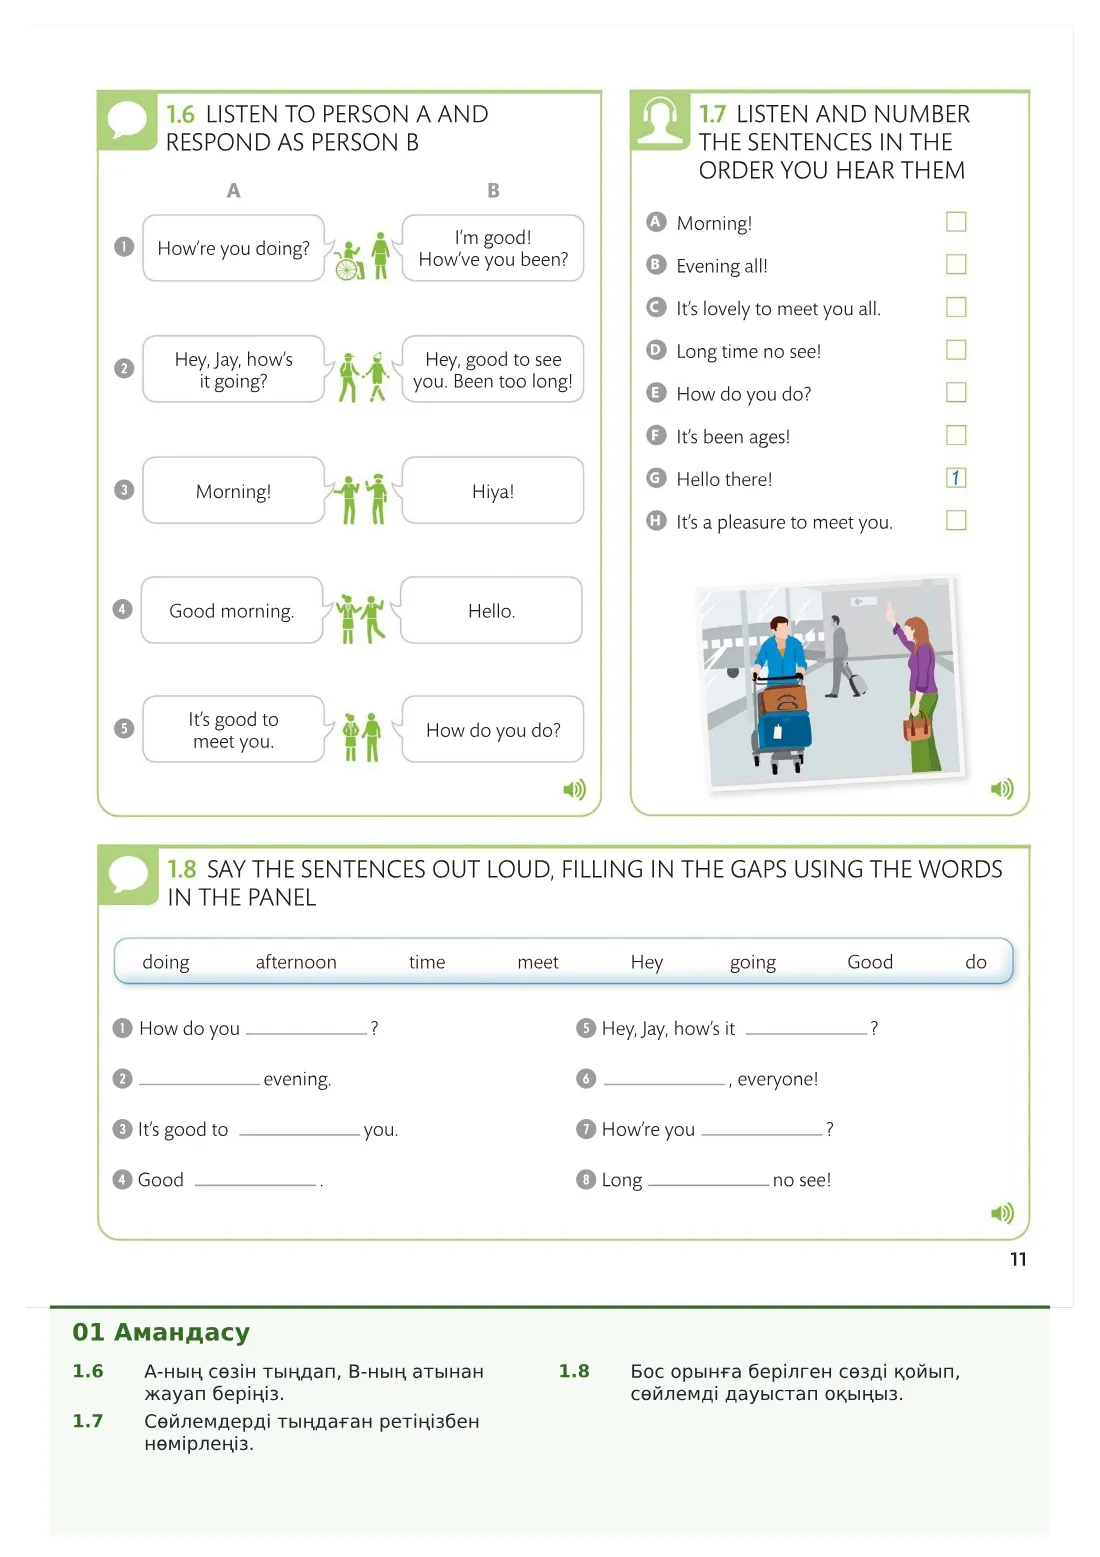 1.6 LISTEN TO PERSON A AND
RESPOND AS PERSON B
A
B
1 How're you doing?
I'm good!
How've you been?
2 Hey, Jay, how's
it going?
Hey, good to see
you. Been too long!
3 Morning!
Hiya!
4 Good morning.
Hello.
5 It's good to
meet you.
How do you do?
1.7 LISTEN AND NUMBER
THE SENTENCES IN THE
ORDER YOU HEAR THEM
A Morning!
B Evening all!
C It's lovely to meet you all.
D Long time no see!
E How do you do?
F It's been ages!
G Hello there! 1
H It's a pleasure to meet you.
1.8 SAY THE SENTENCES OUT LOUD, FILLING IN THE GAPS USING THE WORDS
IN THE PANEL
doing afternoon time meet Hey going Good do
1 How do you ____________ ?
2 ____________ evening.
3 It's good to ____________ you.
4 Good ____________ .
5 Hey, Jay, how's it ____________ ?
6 ____________ , everyone!
7 How're you ____________ ?
8 Long ____________ no see!
11
01 Амандасу
1.6 А-ның сөзін тыңдап, В-ның атынан
жауап беріңіз.
1.7 Сөйлемдерді тыңдаған ретіңізбен
нөмірлеңіз.
1.8 Бос орынға берілген сөзді қойып,
сөйлемді дауыстап оқыңыз.